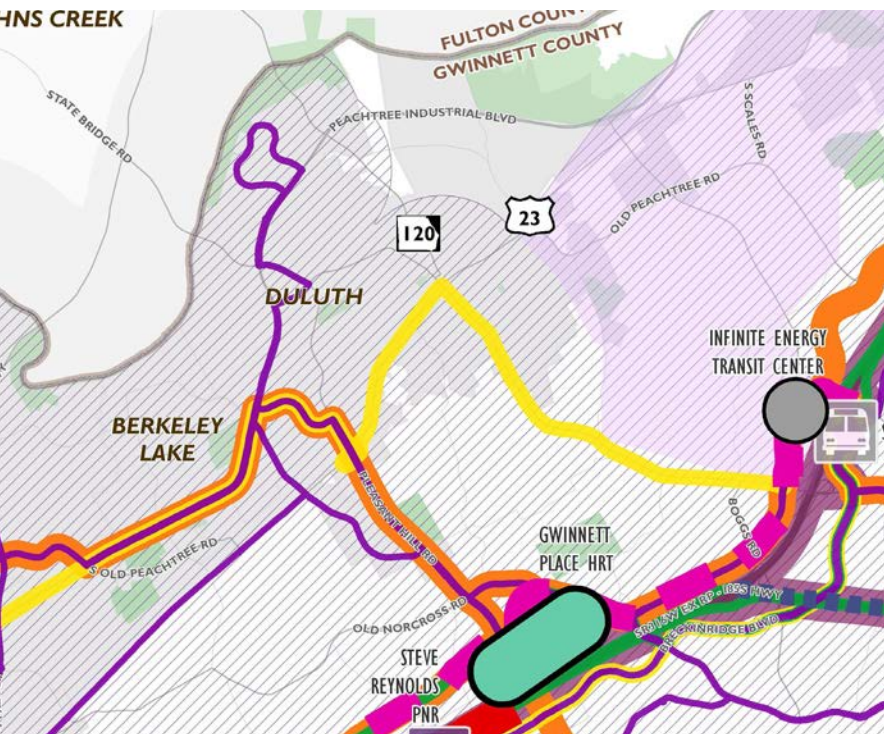 HNS CREEK
FULTON COUN
GWINNETT COUNTY
STATE BRIDGE RD
PEACHTREE INDUSTRIAL BLVD
S SCALES RD
OLD PEACHTREE RD
23
120
DULUTH
INFINITE ENERGY
TRANSIT CENTER
BERKELEY
LAKE
PLEASANT HILL RD
BOGGS RD
GWINNETT
PLACE HRT
S OLD PEACHTREE RD
OLD NORCROSS RD
BRECKINRIDGE BLVD
STEVE
REYNOLDS
PNR